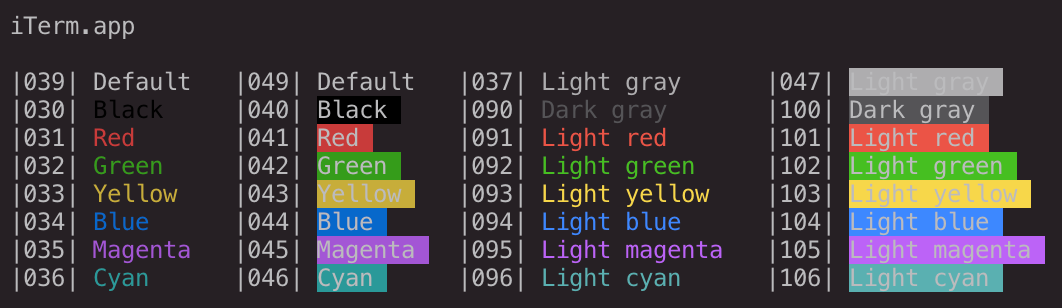 iTerm.app
|039| Default |049| Default |037| Light gray |047| Light gray
|030| Black |040| Black |090| Dark gray |100| Dark gray
|031| Red |041| Red |091| Light red |101| Light red
|032| Green |042| Green |092| Light green |102| Light green
|033| Yellow |043| Yellow |093| Light yellow |103| Light yellow
|034| Blue |044| Blue |094| Light blue |104| Light blue
|035| Magenta |045| Magenta |095| Light magenta |105| Light magenta
|036| Cyan |046| Cyan |096| Light cyan |106| Light cyan